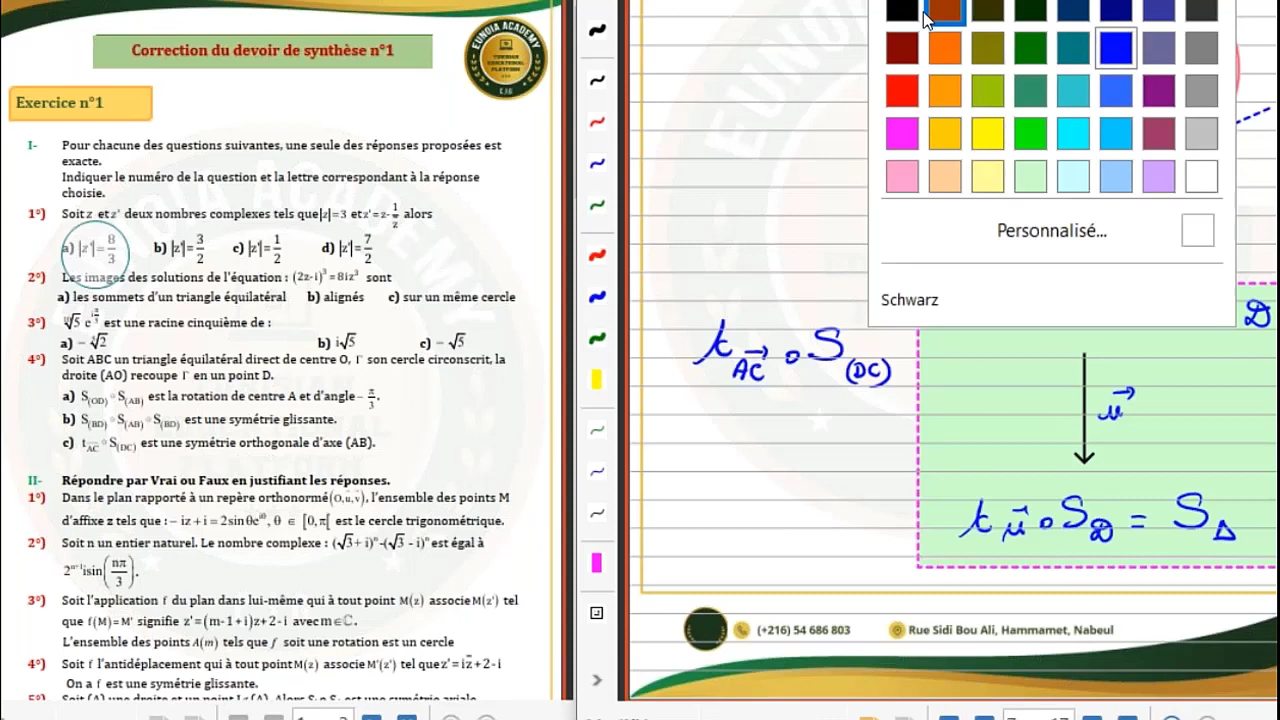 Correction du devoir de synthèse n°1
EUNOIA ACADEMY
Exercice n°1
I- Pour chacune des questions suivantes, une seule des réponses proposées est
exacte.
Indiquer le numéro de la question et la lettre correspondant à la réponse
choisie.
1°) Soit z et z' deux nombres complexes tels que |z|=3 et z'=z-1/z̄ alors
a) |z'|=8/3 b) |z'|=3/2 c) |z'|=1/2 d) |z'|=7/2
2°) Les images des solutions de l'équation : (2z-i)³=8iz³ sont
a) les sommets d'un triangle équilatéral b) alignés c) sur un même cercle
est une racine cinquième de :
3°)
b) i√5 c) -√5
4°) Soit ABC un triangle équilatéral direct de centre O, Γ son cercle circonscrit, la
droite (AO) recoupe Γ en un point D.
a) S(OD)∘S(AB) est la rotation de centre A et d'angle -π/3.
b) S(BD)∘S(AB)∘S(BD) est une symétrie glissante.
c) t AC∘S(DC) est une symétrie orthogonale d'axe (AB).
II- Répondre par Vrai ou Faux en justifiant les réponses.
1°) Dans le plan rapporté à un repère orthonormé (O,u,v), l'ensemble des points M
d'affixe z tels que : -iz+i=2sinθe^iθ, θ ∈ [0,π[ est le cercle trigonométrique.
2°) Soit n un entier naturel. Le nombre complexe : (√3+i)ⁿ-(√3-i)ⁿ est égal à
2ⁿ⁺¹isin(nπ/3).
3°) Soit l'application f du plan dans lui-même qui à tout point M(z) associe M(z') tel
que f(M)=M' signifie z'=(m-1+i)z+2-i avec m∈ℂ.
L'ensemble des points A(m) tels que f soit une rotation est un cercle
4°) Soit f l'antidéplacement qui à tout point M(z) associe M'(z') tel que z'=iz̄+2-i
On a f est une symétrie glissante.
Personnalisé...
Schwarz
t AC⃗ ∘ S (DC)
D
u⃗
t u⃗ ∘ S D = S Δ
(+216) 54 686 803 Rue Sidi Bou Ali, Hammamet, Nabeul